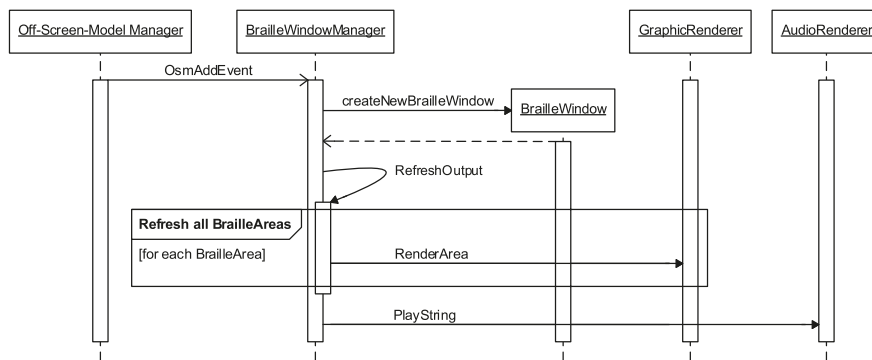 Off-Screen-Model Manager
BrailleWindowManager
GraphicRenderer
AudioRenderer
OsmAddEvent
createNewBrailleWindow
BrailleWindow
RefreshOutput
Refresh all BrailleAreas
[for each BrailleArea]
RenderArea
PlayString